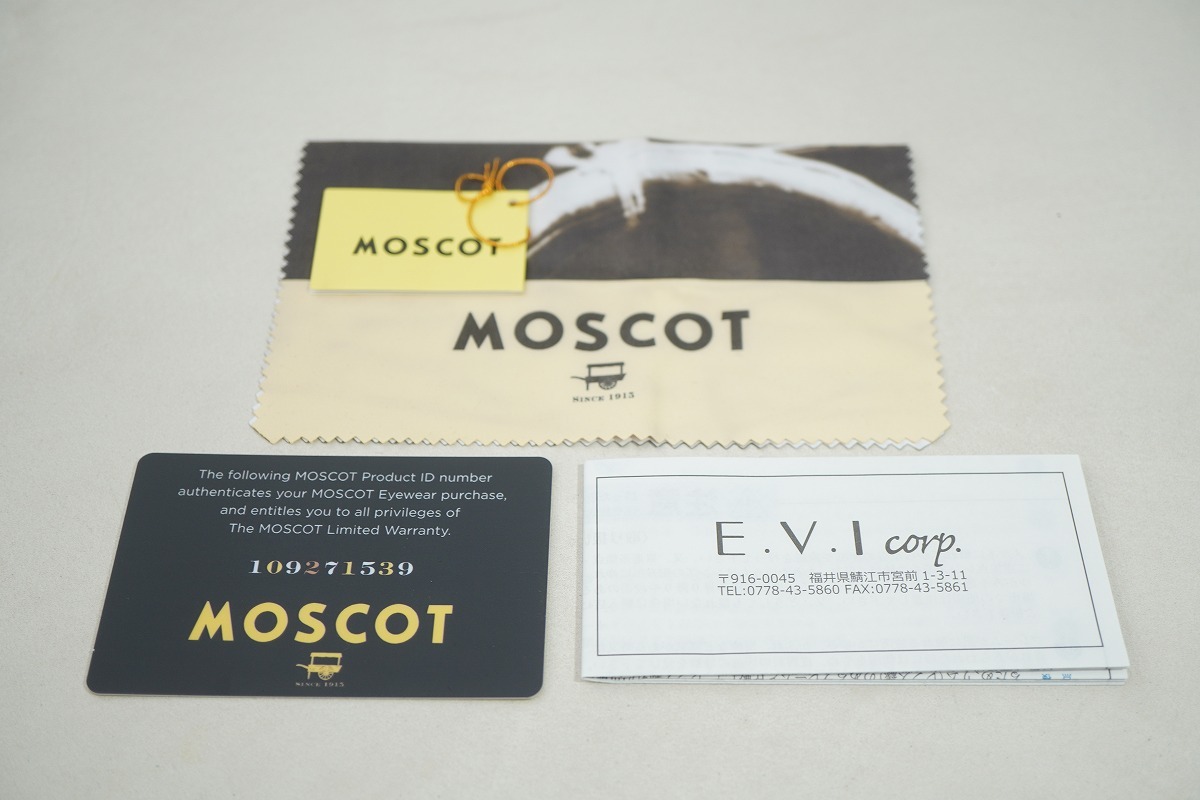 MOSCOT
MOSCOT
SINCE 1915
The following MOSCOT Product ID number
authenticates your MOSCOT Eyewear purchase,
and entitles you to all privileges of
The MOSCOT Limited Warranty.
109271539
MOSCOT
SINCE 1915
E.V.I corp.
〒916-0045 福井県鯖江市宮前 1-3-11
TEL:0778-43-5860 FAX:0778-43-5861